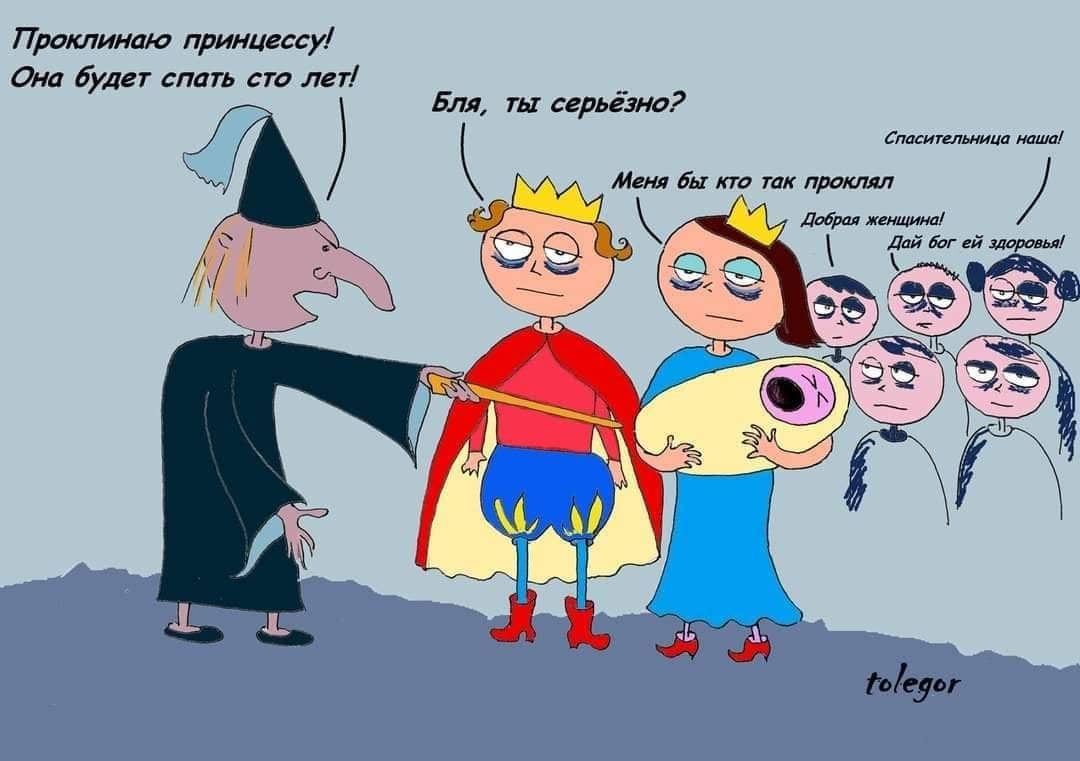 Проклинаю принцессу!
Она будет спать сто лет!
Бля, ты серьёзно?
Меня бы кто так проклял
Спасительница наша!
Добрая женщина!
Дай бог ей здоровья!
tolegor